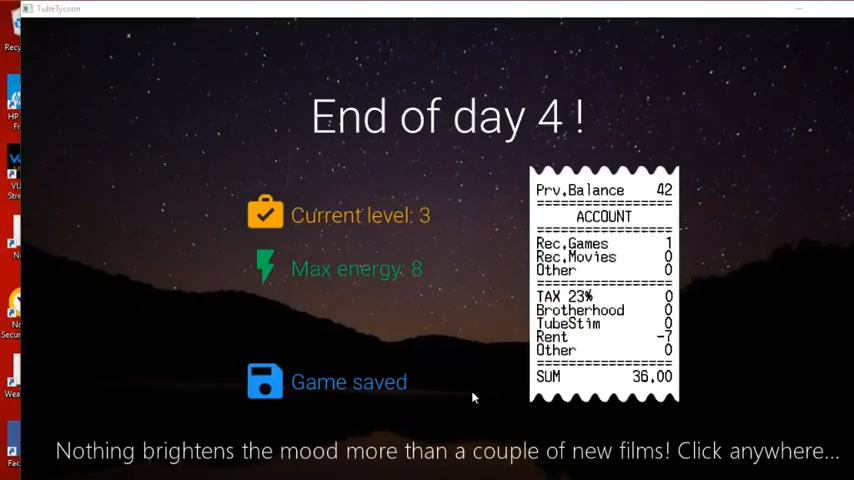 TubeTycoon
End of day 4 !
Current level: 3
Max energy: 8
Game saved
Prv.Balance 42
ACCOUNT
Rec.Games 1
Rec.Movies 0
Other 0
TAX 23% 0
Brotherhood 0
TubeStim 0
Rent -7
Other 0
SUM 36.00
Nothing brightens the mood more than a couple of new films! Click anywhere...
HP